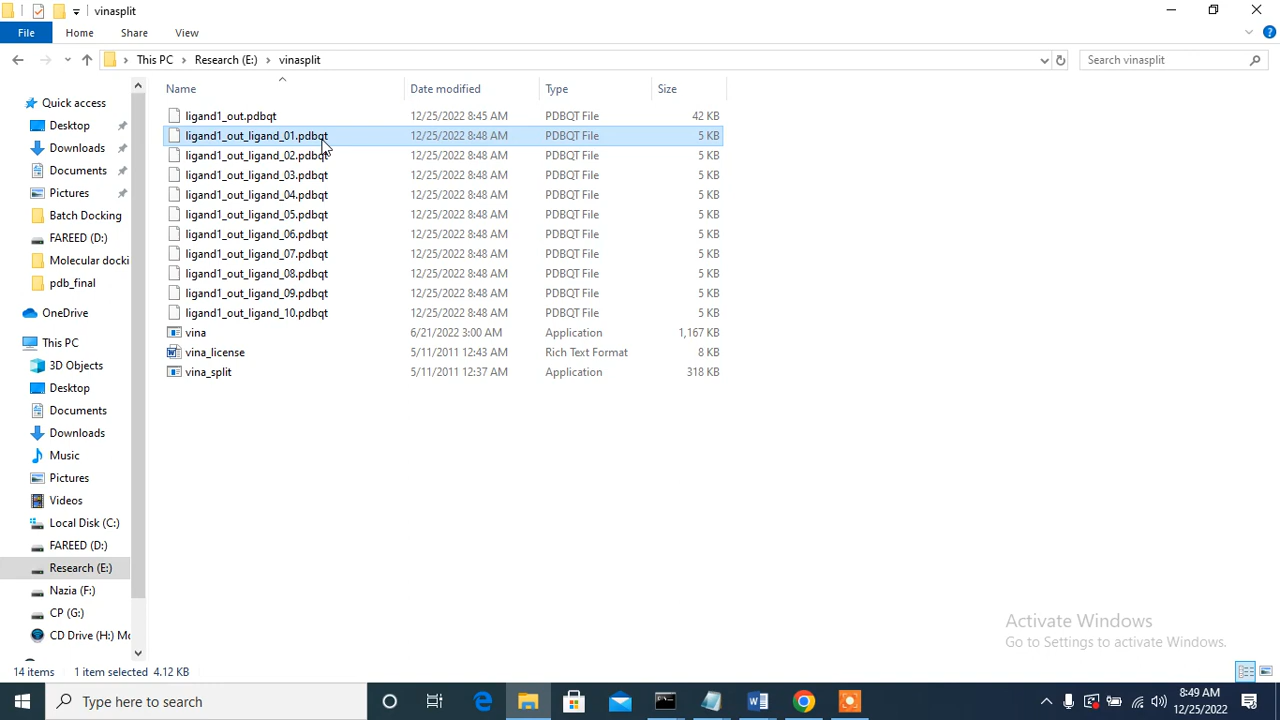 vinasplit
File Home Share View
This PC Research (E:) vinasplit Search vinasplit
Name Date modified Type Size
Quick access
Desktop
Downloads
Documents
Pictures
Batch Docking
FAREED (D:)
Molecular docki
pdb_final
OneDrive
This PC
3D Objects
Desktop
Documents
Downloads
Music
Pictures
Videos
Local Disk (C:)
FAREED (D:)
Research (E:)
Nazia (F:)
CP (G:)
CD Drive (H:) Mo
ligand1_out.pdbqt 12/25/2022 8:45 AM PDBQT File 42 KB
ligand1_out_ligand_01.pdbqt 12/25/2022 8:48 AM PDBQT File 5 KB
ligand1_out_ligand_02.pdbqt 12/25/2022 8:48 AM PDBQT File 5 KB
ligand1_out_ligand_03.pdbqt 12/25/2022 8:48 AM PDBQT File 5 KB
ligand1_out_ligand_04.pdbqt 12/25/2022 8:48 AM PDBQT File 5 KB
ligand1_out_ligand_05.pdbqt 12/25/2022 8:48 AM PDBQT File 5 KB
ligand1_out_ligand_06.pdbqt 12/25/2022 8:48 AM PDBQT File 5 KB
ligand1_out_ligand_07.pdbqt 12/25/2022 8:48 AM PDBQT File 5 KB
ligand1_out_ligand_08.pdbqt 12/25/2022 8:48 AM PDBQT File 5 KB
ligand1_out_ligand_09.pdbqt 12/25/2022 8:48 AM PDBQT File 5 KB
ligand1_out_ligand_10.pdbqt 12/25/2022 8:48 AM PDBQT File 5 KB
vina 6/21/2022 3:00 AM Application 1,167 KB
vina_license 5/11/2011 12:43 AM Rich Text Format 8 KB
vina_split 5/11/2011 12:37 AM Application 318 KB
Activate Windows
Go to Settings to activate Windows.
14 items 1 item selected 4.12 KB
Type here to search
8:49 AM
12/25/2022